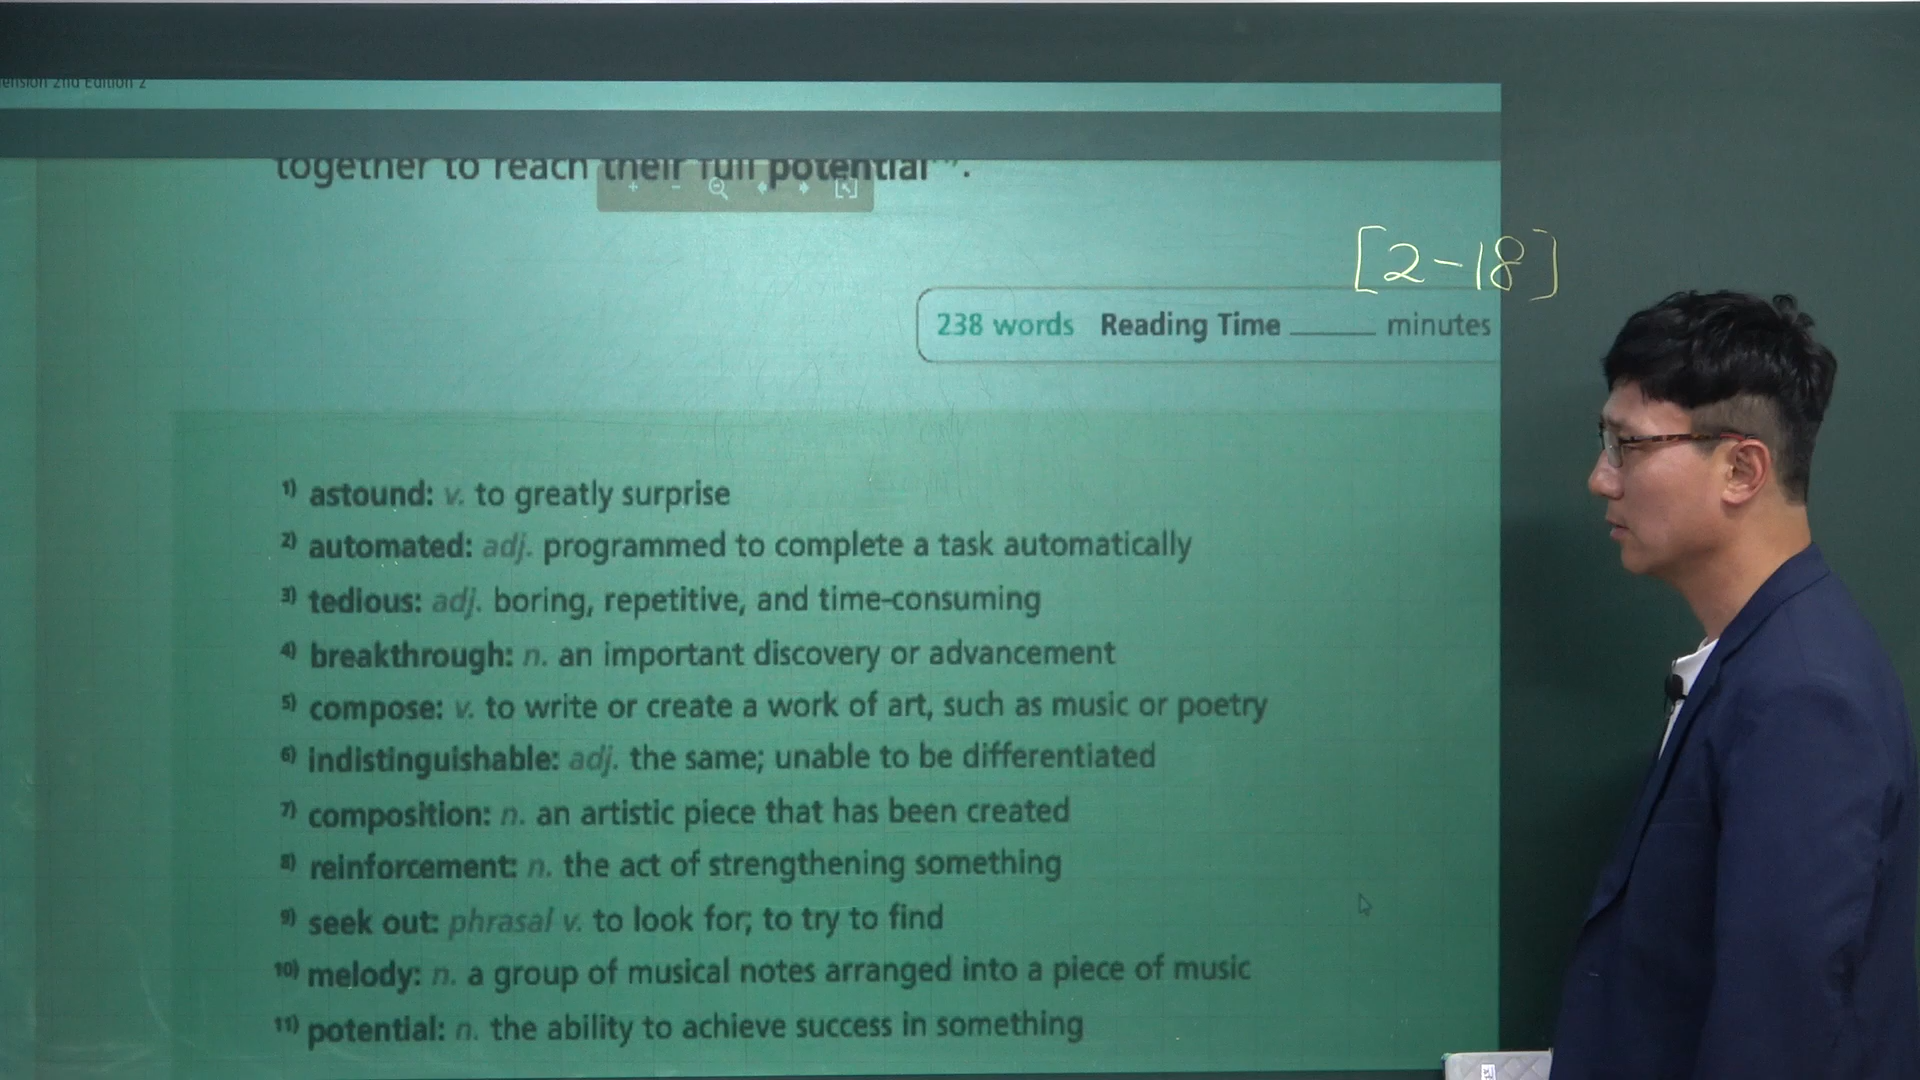 ension 2nd Edition 2
together to reach their full potential¹¹⁾.
[2-18]
238 words Reading Time ______ minutes
1) astound: v. to greatly surprise
2) automated: adj. programmed to complete a task automatically
3) tedious: adj. boring, repetitive, and time-consuming
4) breakthrough: n. an important discovery or advancement
5) compose: v. to write or create a work of art, such as music or poetry
6) indistinguishable: adj. the same; unable to be differentiated
7) composition: n. an artistic piece that has been created
8) reinforcement: n. the act of strengthening something
9) seek out: phrasal v. to look for; to try to find
10) melody: n. a group of musical notes arranged into a piece of music
11) potential: n. the ability to achieve success in something